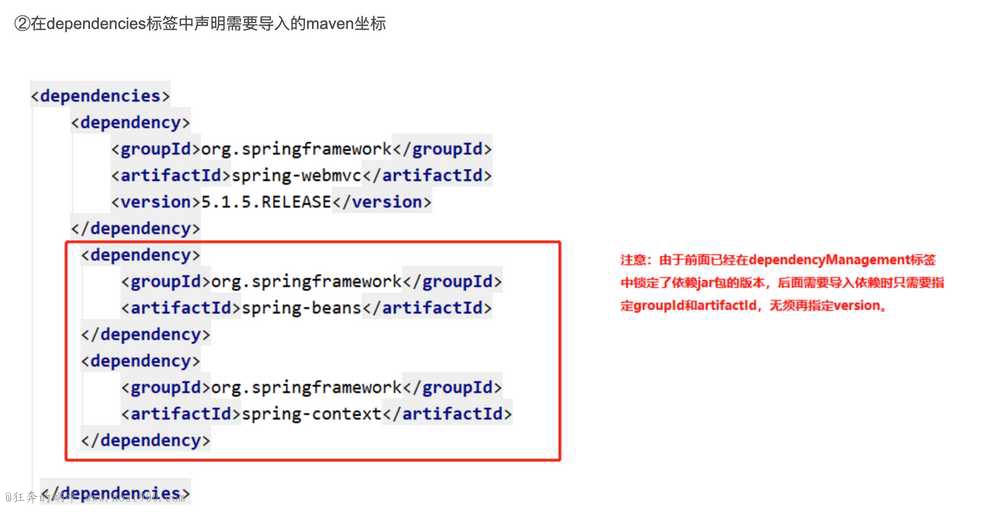 ②在dependencies标签中声明需要导入的maven坐标
<dependencies>
<dependency>
<groupId>org.springframework</groupId>
<artifactId>spring-webmvc</artifactId>
<version>5.1.5.RELEASE</version>
</dependency>
<dependency>
<groupId>org.springframework</groupId>
<artifactId>spring-beans</artifactId>
</dependency>
<dependency>
<groupId>org.springframework</groupId>
<artifactId>spring-context</artifactId>
</dependency>
</dependencies>
注意：由于前面已经在dependencyManagement标签
中锁定了依赖jar包的版本，后面需要导入依赖时只需要指
定groupId和artifactId，无须再指定version。
@狂奔的